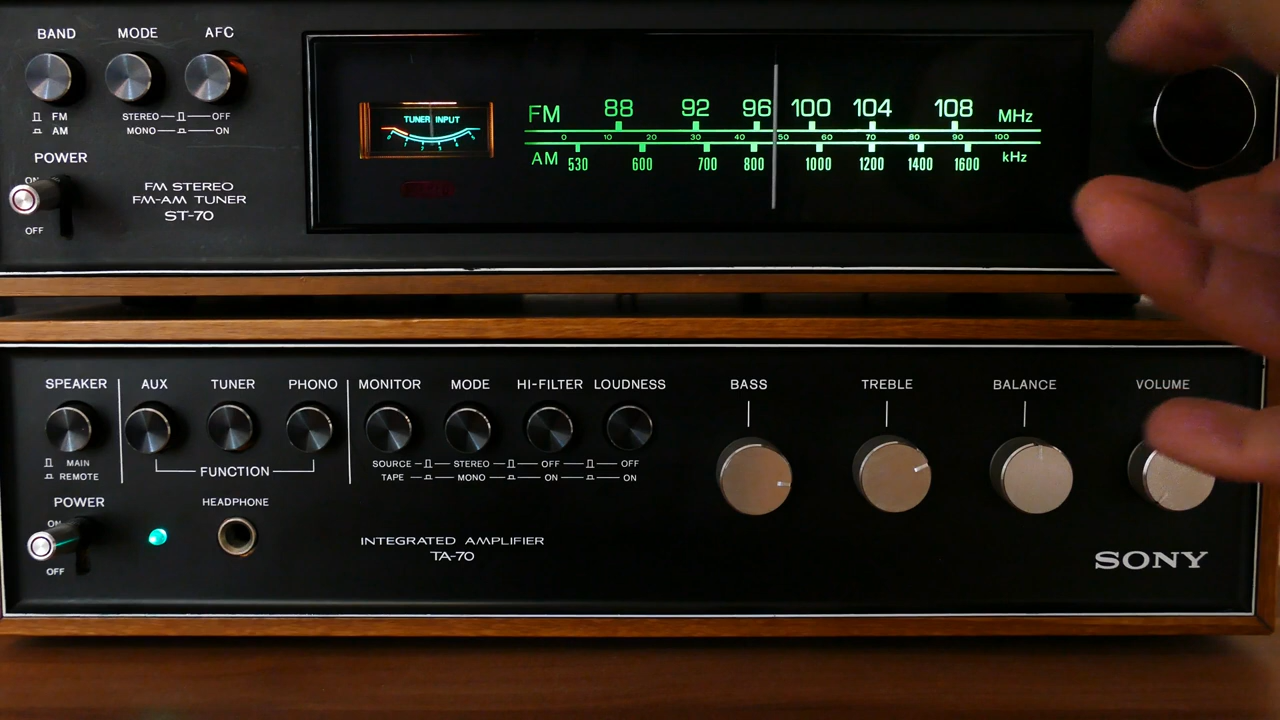 BAND MODE AFC
FM STEREO OFF
AM MONO ON
POWER
ON
OFF
FM STEREO
FM-AM TUNER
ST-70
TUNER INPUT
FM 88 92 96 100 104 108 MHz
0 10 20 30 40 50 60 70 80 90 100
AM 530 600 700 800 1000 1200 1400 1600 kHz
SPEAKER AUX TUNER PHONO MONITOR MODE HI-FILTER LOUDNESS BASS TREBLE BALANCE VOLUME
MAIN
REMOTE
FUNCTION
SOURCE STEREO OFF OFF
TAPE MONO ON ON
POWER
ON
OFF
HEADPHONE
INTEGRATED AMPLIFIER
TA-70
SONY